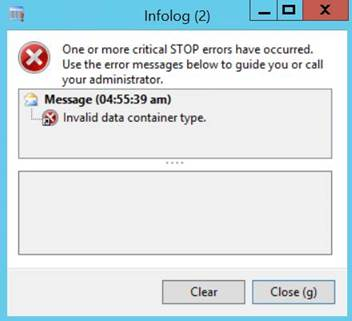 Infolog (2)
One or more critical STOP errors have occurred.
Use the error messages below to guide you or call
your administrator.
Message (04:55:39 am)
Invalid data container type.
Clear
Close (g)